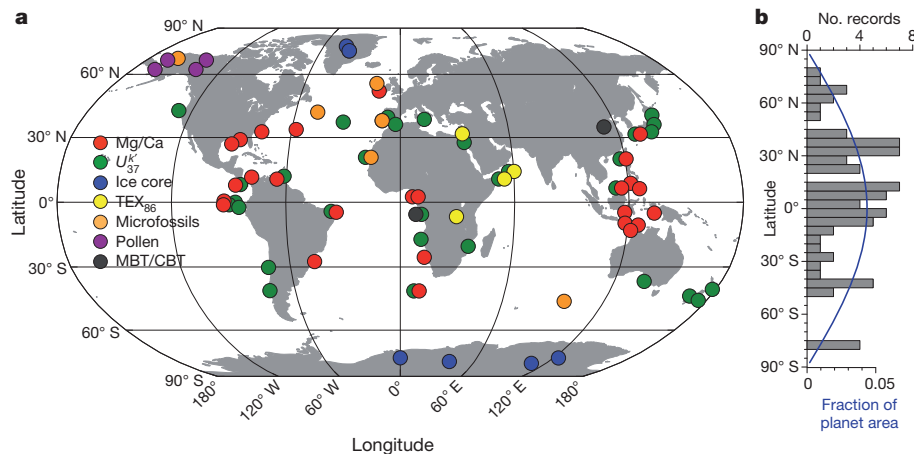 a
90° N
60° N
30° N
0°
30° S
60° S
90° S
Latitude
Mg/Ca
U^k′_37
Ice core
TEX₈₆
Microfossils
Pollen
MBT/CBT
180°
120° W
60° W
0°
60° E
120° E
180°
Longitude
b
No. records
0 4 8
90° N
60° N
30° N
0°
30° S
60° S
90° S
Latitude
0 0.05
Fraction of
planet area